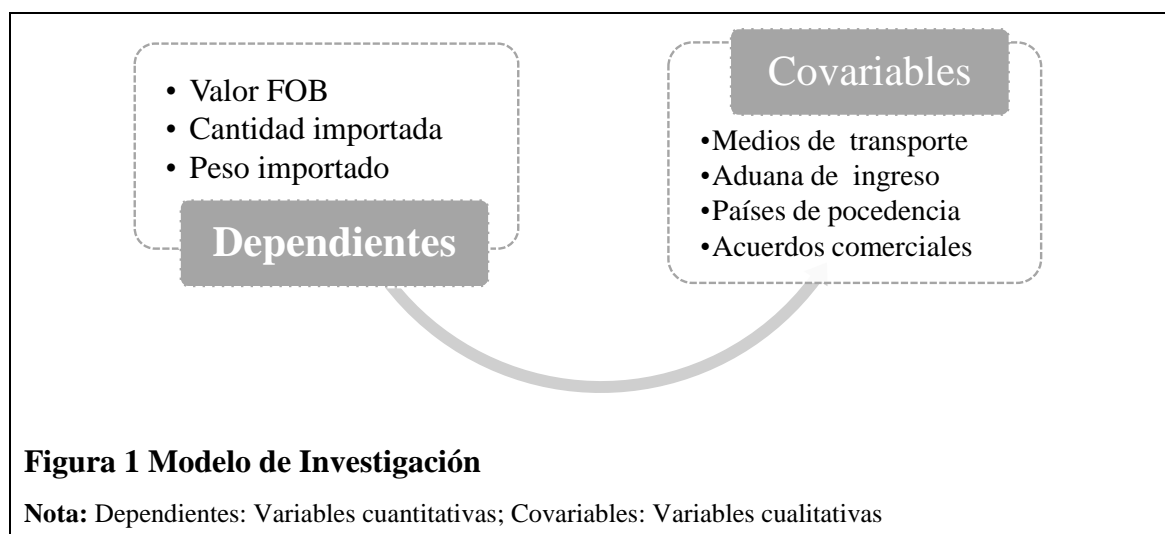 • Valor FOB
• Cantidad importada
• Peso importado
Dependientes
Covariables
•Medios de transporte
•Aduana de ingreso
•Países de pocedencia
•Acuerdos comerciales
Figura 1 Modelo de Investigación
Nota: Dependientes: Variables cuantitativas; Covariables: Variables cualitativas